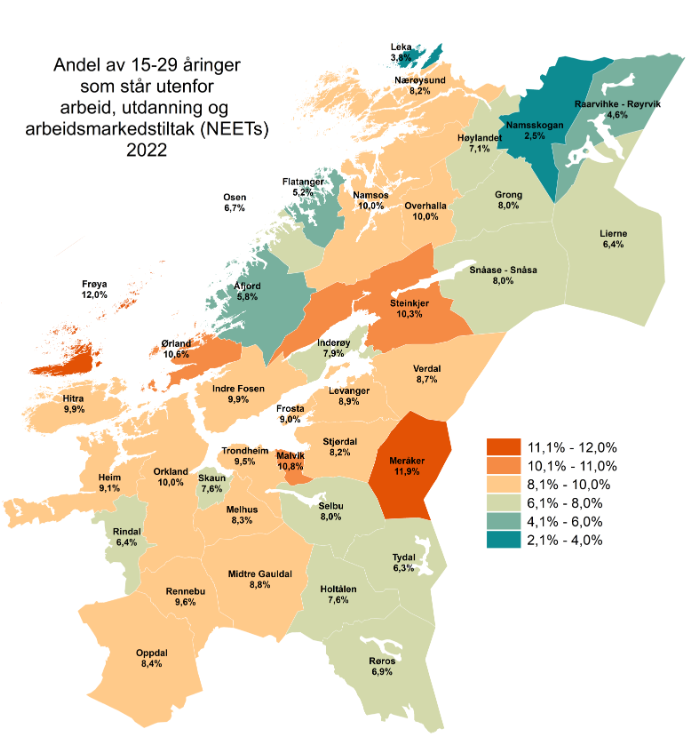 Andel av 15-29 åringer
som står utenfor
arbeid, utdanning og
arbeidsmarkedstiltak (NEETs)
2022
Leka
3,8%
Nærøysund
8,2%
Raarvihke - Røyrvik
4,6%
Namsskogan
2,5%
Høylandet
7,1%
Flatanger
5,2%
Osen
6,7%
Namsos
10,0%
Overhalla
10,0%
Grong
8,0%
Lierne
6,4%
Snåase - Snåsa
8,0%
Frøya
12,0%
Åfjord
5,8%
Steinkjer
10,3%
Ørland
10,6%
Inderøy
7,9%
Verdal
8,7%
Hitra
9,9%
Indre Fosen
9,9%
Levanger
8,9%
Frosta
9,0%
Stjørdal
8,2%
Trondheim
9,5%
Malvik
10,8%
Meråker
11,9%
Heim
9,1%
Orkland
10,0%
Skaun
7,6%
Melhus
8,3%
Selbu
8,0%
Rindal
6,4%
Tydal
6,3%
Midtre Gauldal
8,8%
Holtålen
7,6%
Rennebu
9,6%
Oppdal
8,4%
Røros
6,9%
11,1% - 12,0%
10,1% - 11,0%
8,1% - 10,0%
6,1% - 8,0%
4,1% - 6,0%
2,1% - 4,0%